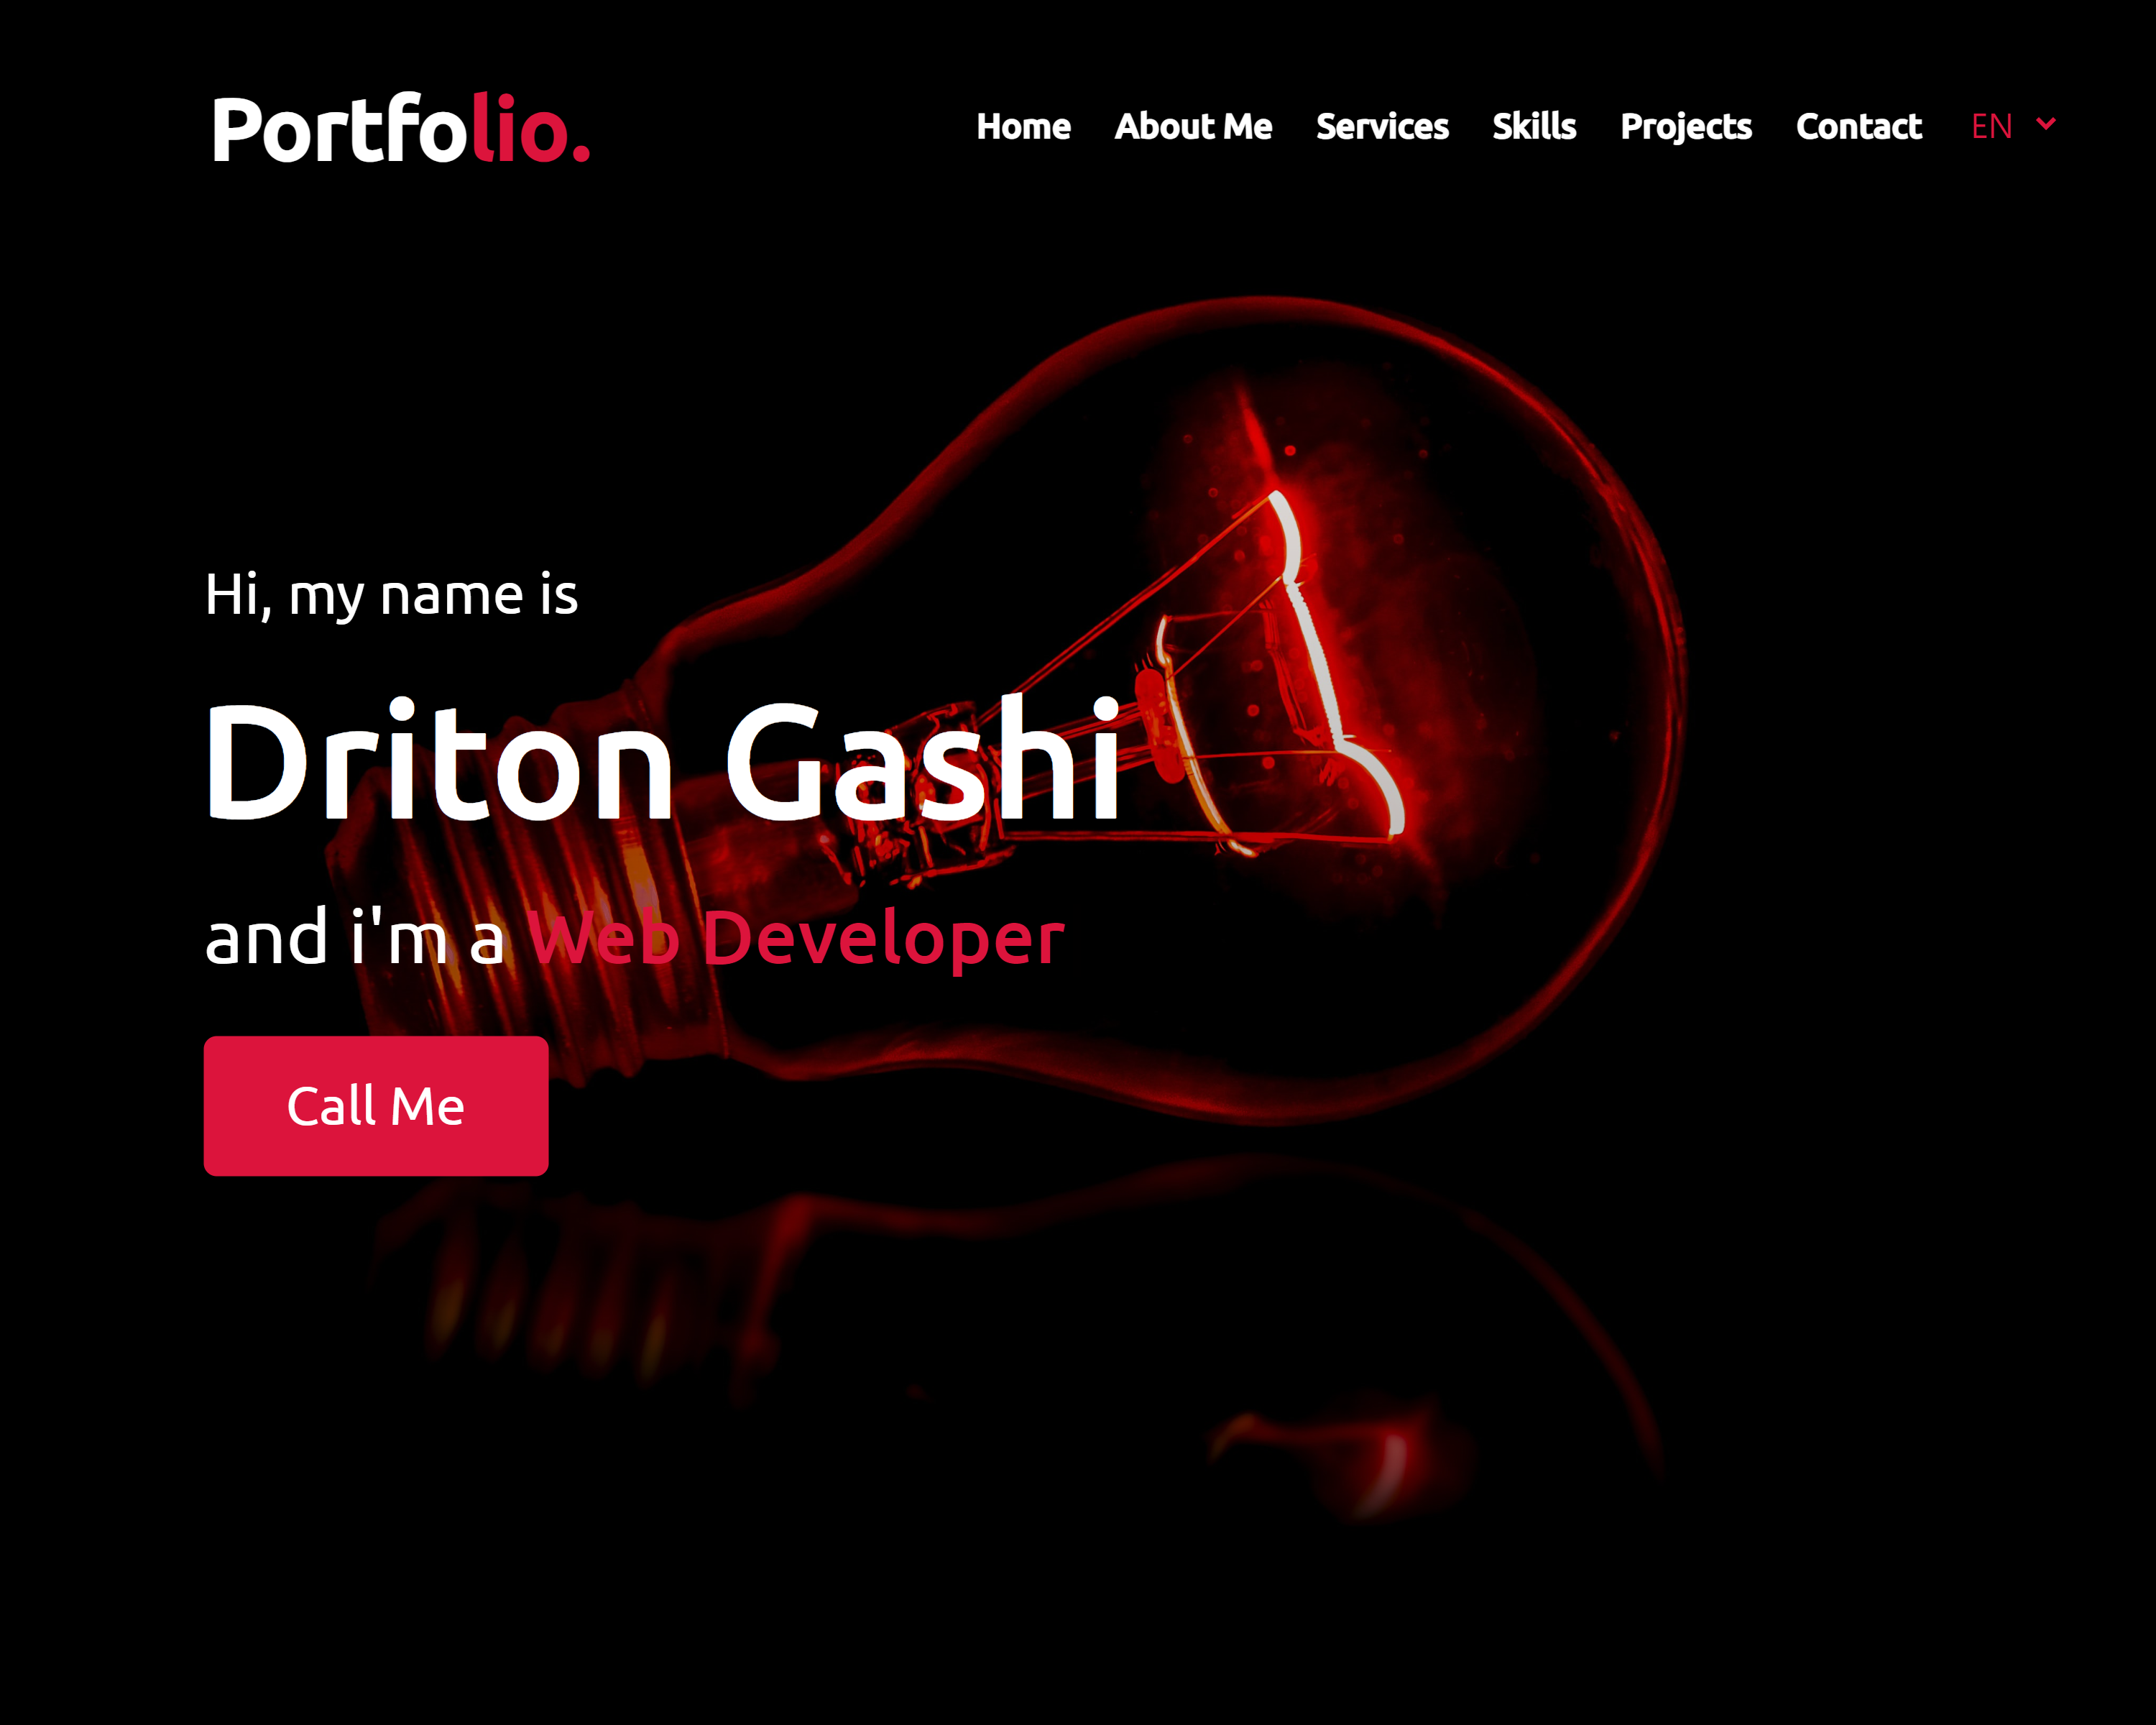 Portfolio.
Home About Me Services Skills Projects Contact EN
Hi, my name is
Driton Gashi
and i'm a Web Developer
Call Me